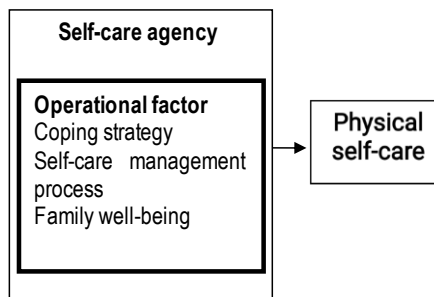 Self-care agency
Operational factor
Coping strategy
Self-care management
process
Family well-being
Physical
self-care